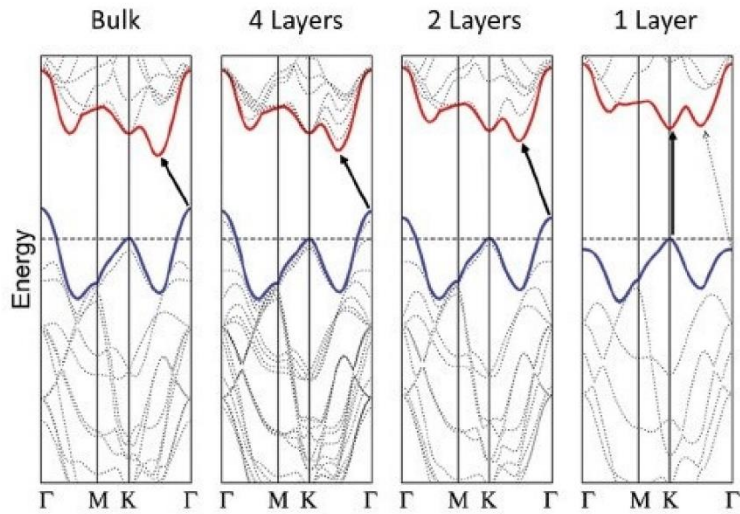 Bulk
4 Layers
2 Layers
1 Layer
Energy
Γ M K Γ
Γ M K Γ
Γ M K Γ
Γ M K Γ